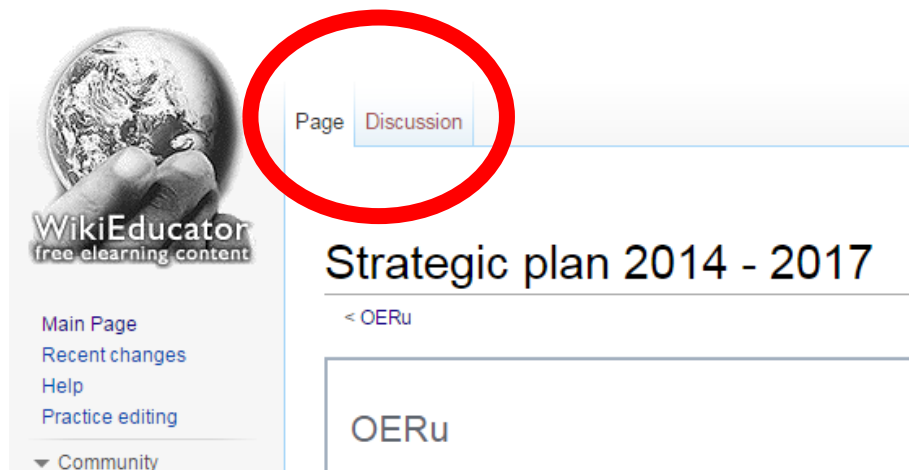 WikiEducator
free elearning content
Main Page
Recent changes
Help
Practice editing
Community
Page Discussion
Strategic plan 2014 - 2017
< OERu
OERu